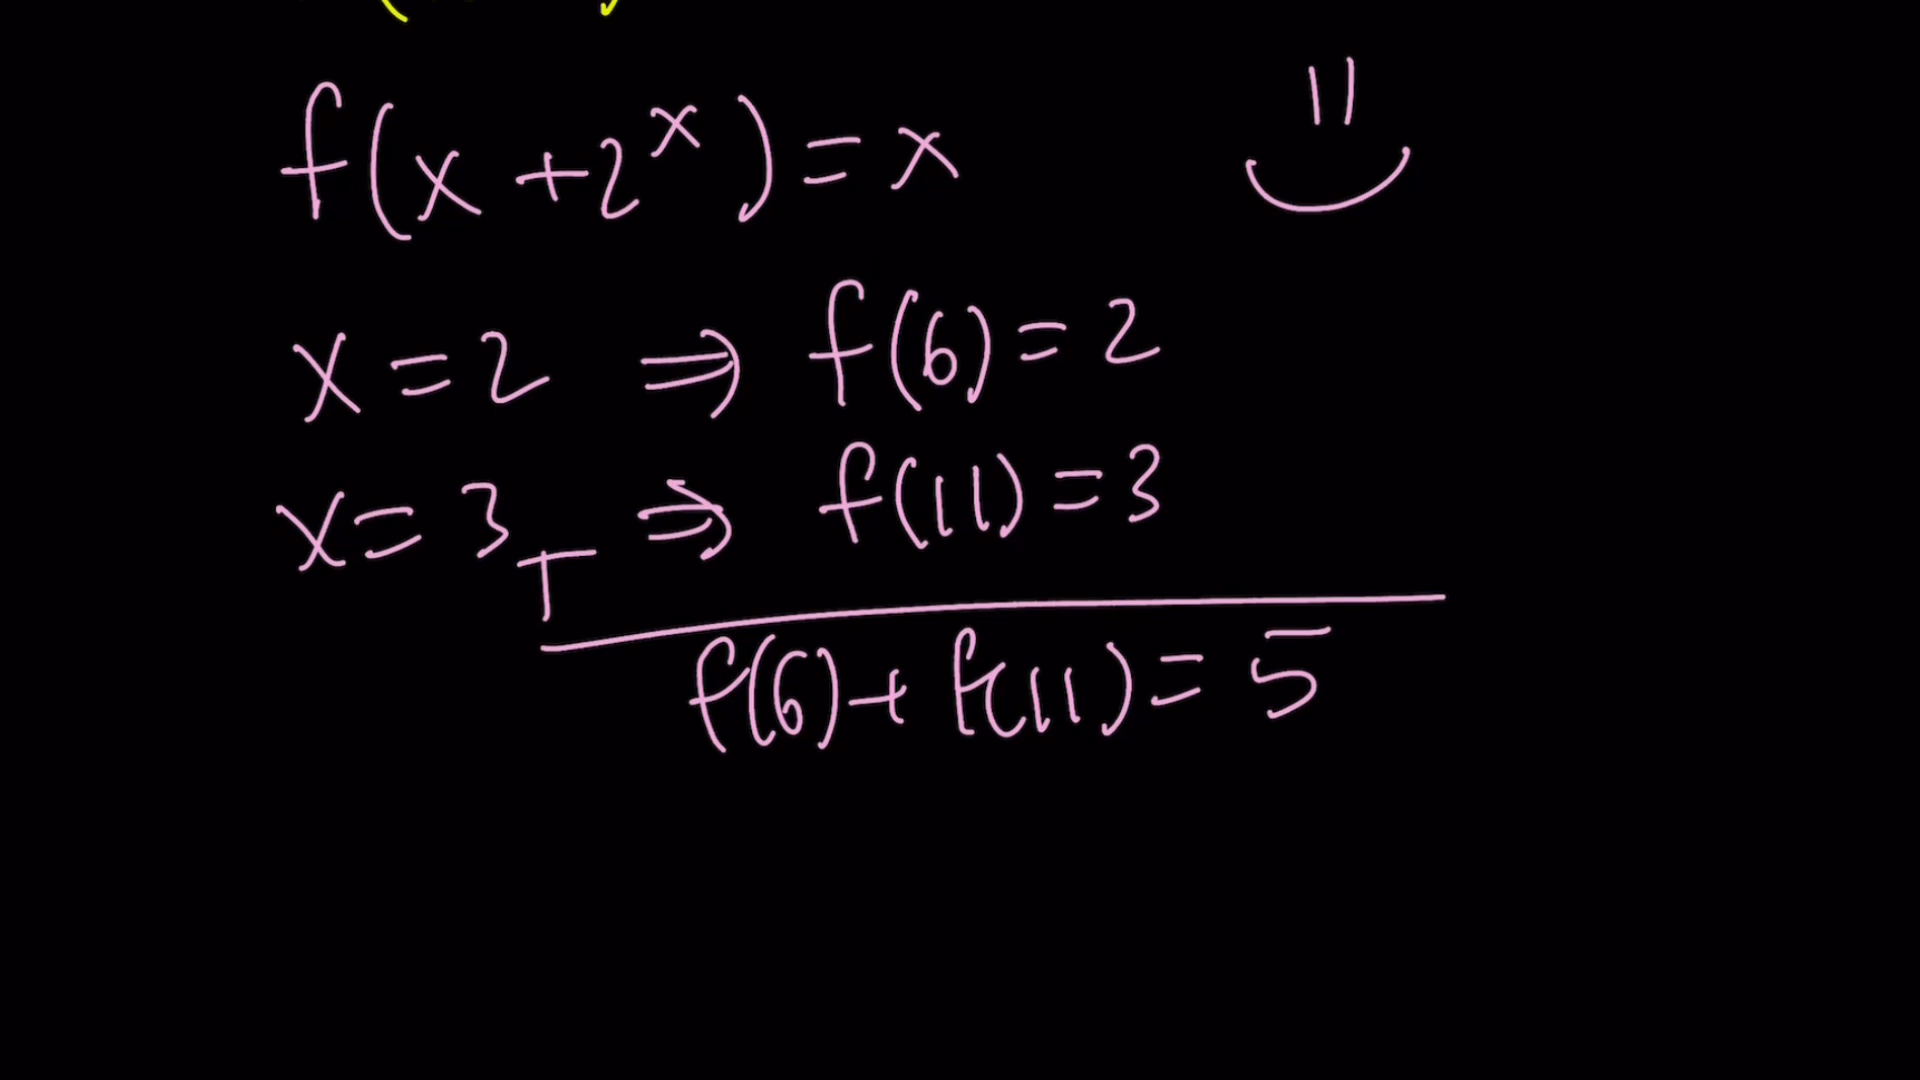 f(x+2^x)=x
x=2 ⇒ f(6)=2
x=3 ⇒ f(11)=3
+
f(6)+f(11)=5